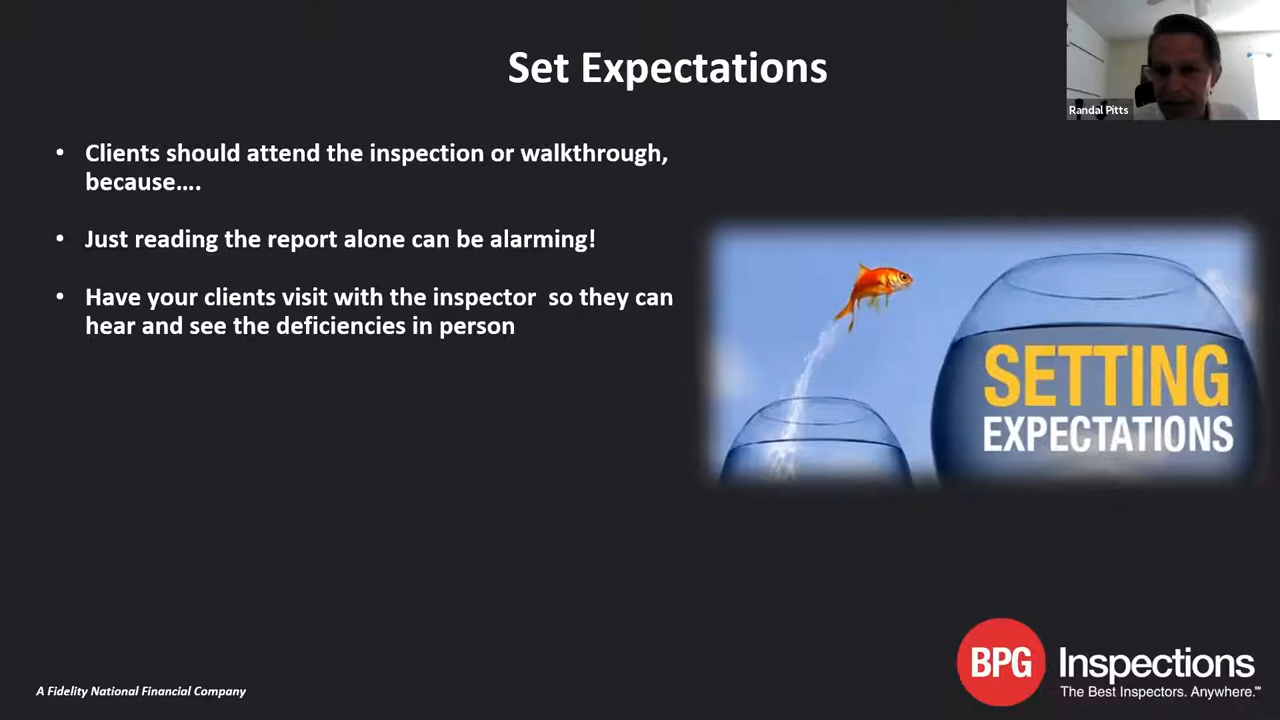 Set Expectations
Randal Pitts
• Clients should attend the inspection or walkthrough,
because....
• Just reading the report alone can be alarming!
• Have your clients visit with the inspector  so they can
hear and see the deficiencies in person
SETTING
EXPECTATIONS
BPG Inspections
The Best Inspectors. Anywhere.℠
A Fidelity National Financial Company